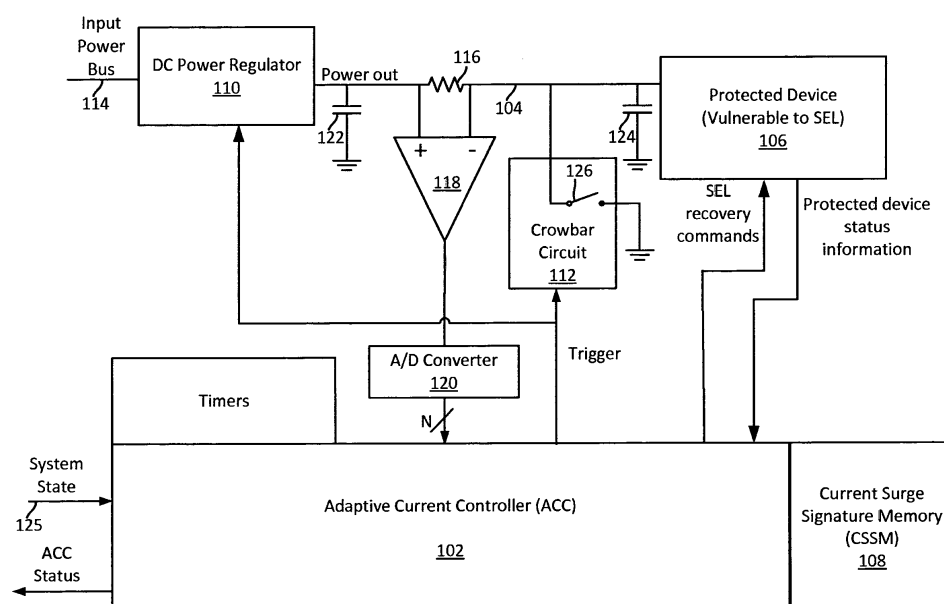 Input
Power
Bus
114
DC Power Regulator
110
Power out
116
122
104
124
Protected Device
(Vulnerable to SEL)
106
+
-
118
126
Crowbar
Circuit
112
SEL
recovery
commands
Protected device
status
information
Trigger
A/D Converter
120
N
Timers
System
State
125
ACC
Status
Adaptive Current Controller (ACC)
102
Current Surge
Signature Memory
(CSSM)
108